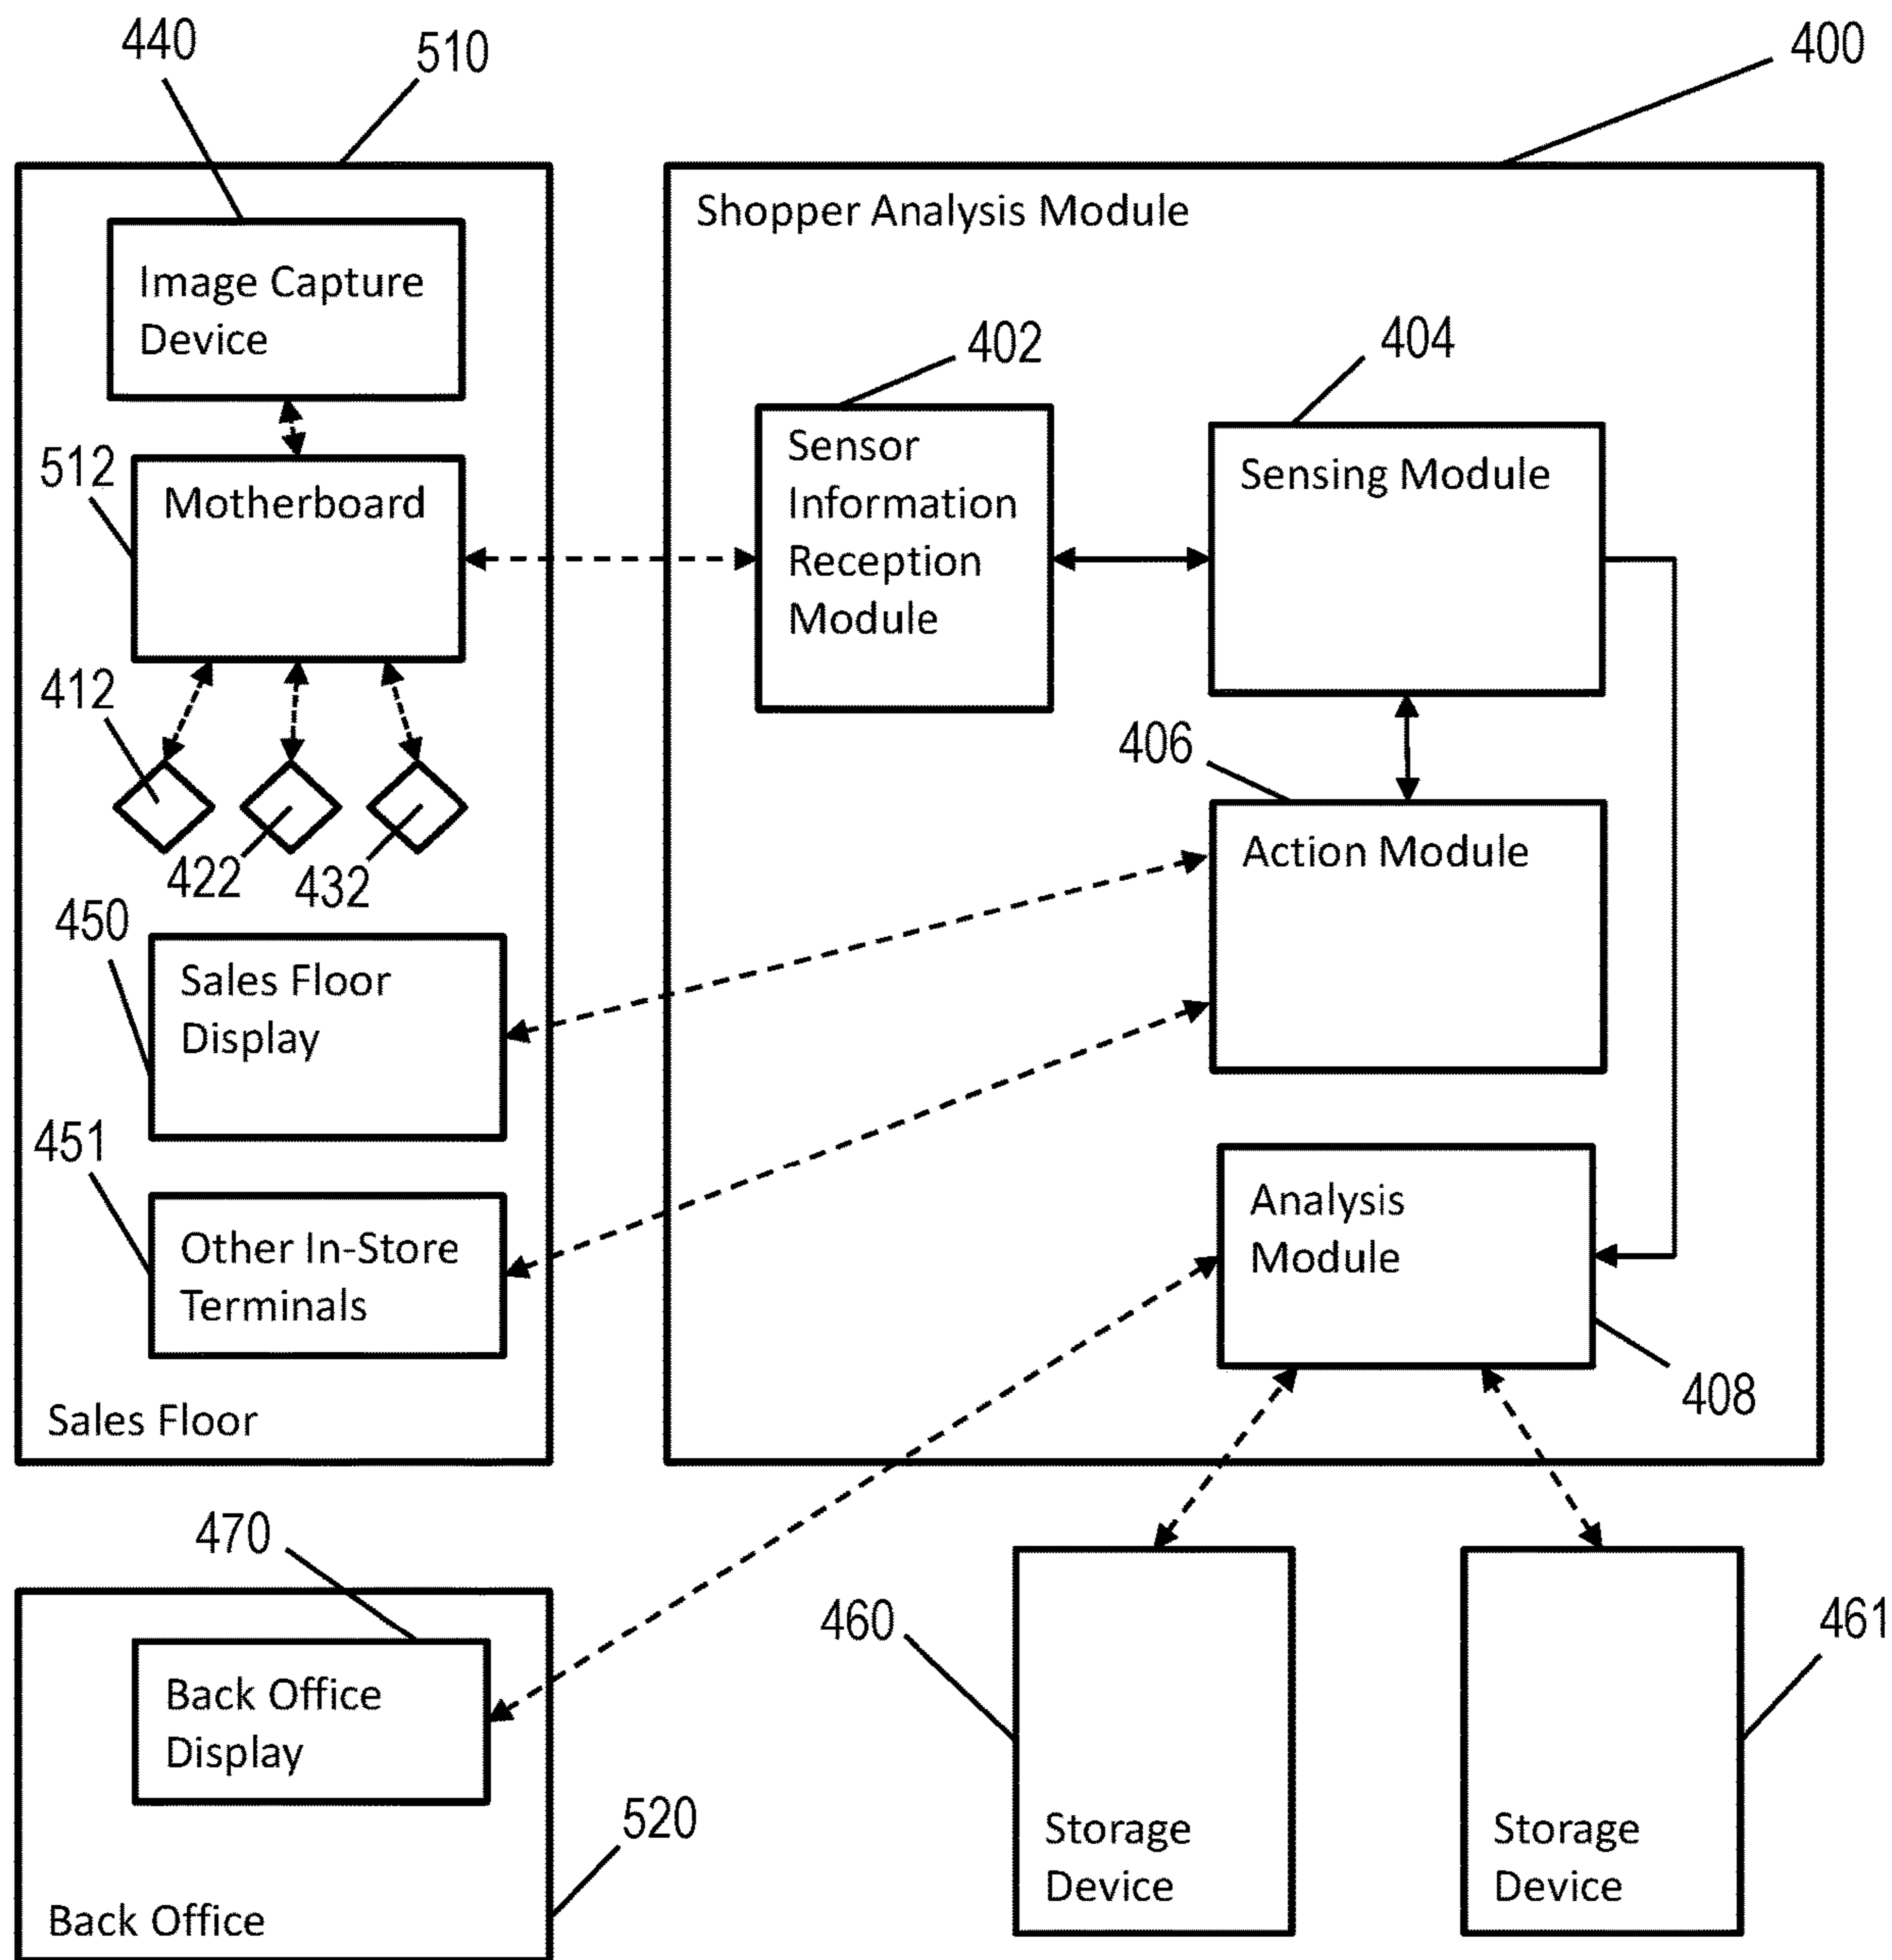 440
510
400
Image Capture
Device
512
Motherboard
412
422
432
450
Sales Floor
Display
451
Other In-Store
Terminals
Sales Floor
Shopper Analysis Module
402
Sensor
Information
Reception
Module
404
Sensing Module
406
Action Module
Analysis
Module
408
470
Back Office
Display
520
Back Office
460
Storage
Device
461
Storage
Device